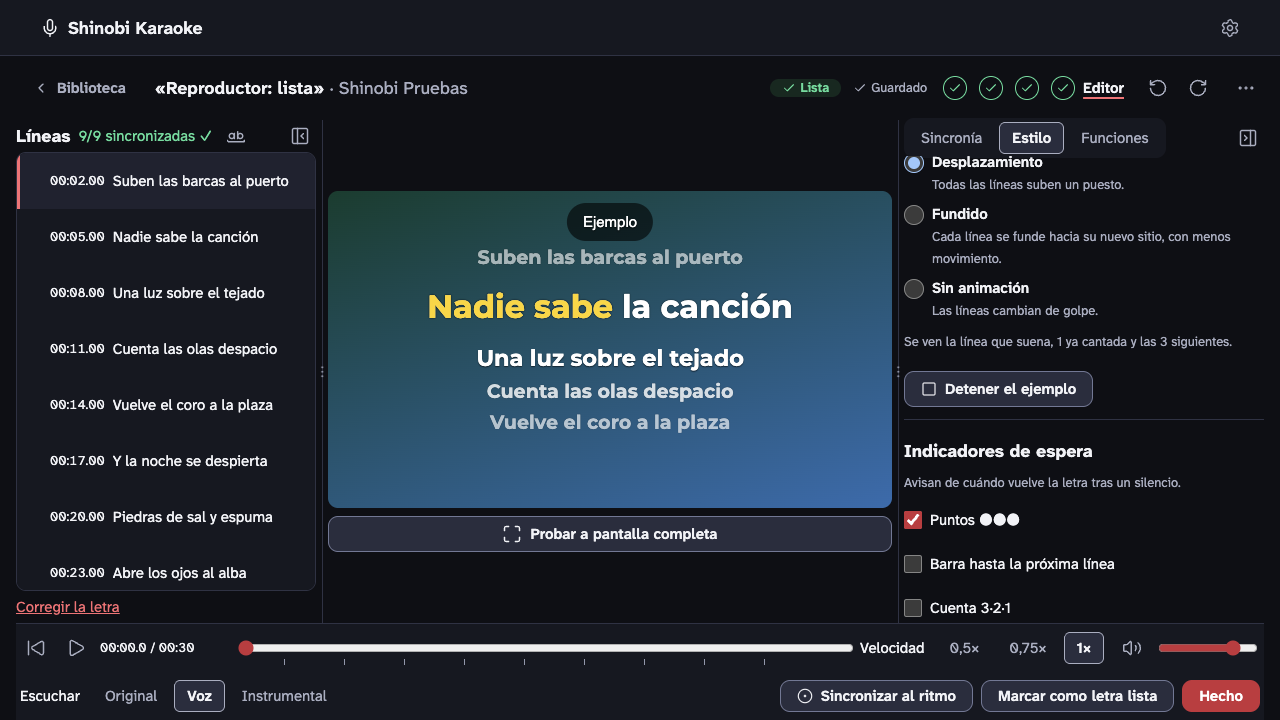 Shinobi Karaoke
Biblioteca
«Reproductor: lista» · Shinobi Pruebas
Lista
Guardado
Editor
Líneas 9/9 sincronizadas
ab
00:02.00 Suben las barcas al puerto
00:05.00 Nadie sabe la canción
00:08.00 Una luz sobre el tejado
00:11.00 Cuenta las olas despacio
00:14.00 Vuelve el coro a la plaza
00:17.00 Y la noche se despierta
00:20.00 Piedras de sal y espuma
00:23.00 Abre los ojos al alba
Corregir la letra
Ejemplo
Suben las barcas al puerto
Nadie sabe la canción
Una luz sobre el tejado
Cuenta las olas despacio
Vuelve el coro a la plaza
Probar a pantalla completa
Sincronía
Estilo
Funciones
Desplazamiento
Todas las líneas suben un puesto.
Fundido
Cada línea se funde hacia su nuevo sitio, con menos
movimiento.
Sin animación
Las líneas cambian de golpe.
Se ven la línea que suena, 1 ya cantada y las 3 siguientes.
Detener el ejemplo
Indicadores de espera
Avisan de cuándo vuelve la letra tras un silencio.
Puntos
Barra hasta la próxima línea
Cuenta 3·2·1
00:00.0 / 00:30
Velocidad
0,5×
0,75×
1×
Escuchar
Original
Voz
Instrumental
Sincronizar al ritmo
Marcar como letra lista
Hecho